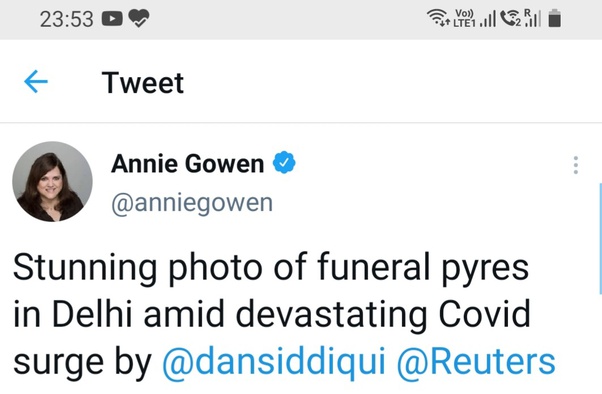 23:53
Vo)) LTE1 2 R
Tweet
Annie Gowen
@anniegowen
Stunning photo of funeral pyres
in Delhi amid devastating Covid
surge by @dansiddiqui @Reuters